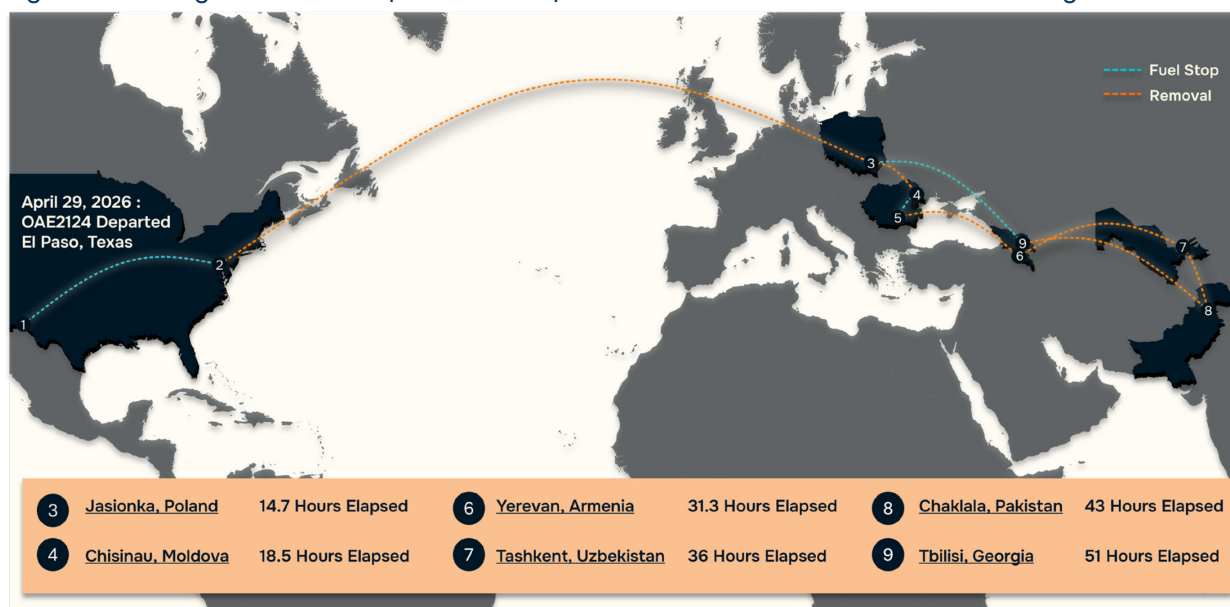 Fuel Stop
Removal
April 29, 2026 :
OAE2124 Departed
El Paso, Texas
1
2
3
4
5
9
6
7
8
3 Jasionka, Poland 14.7 Hours Elapsed
4 Chisinau, Moldova 18.5 Hours Elapsed
6 Yerevan, Armenia 31.3 Hours Elapsed
7 Tashkent, Uzbekistan 36 Hours Elapsed
8 Chaklala, Pakistan 43 Hours Elapsed
9 Tbilisi, Georgia 51 Hours Elapsed